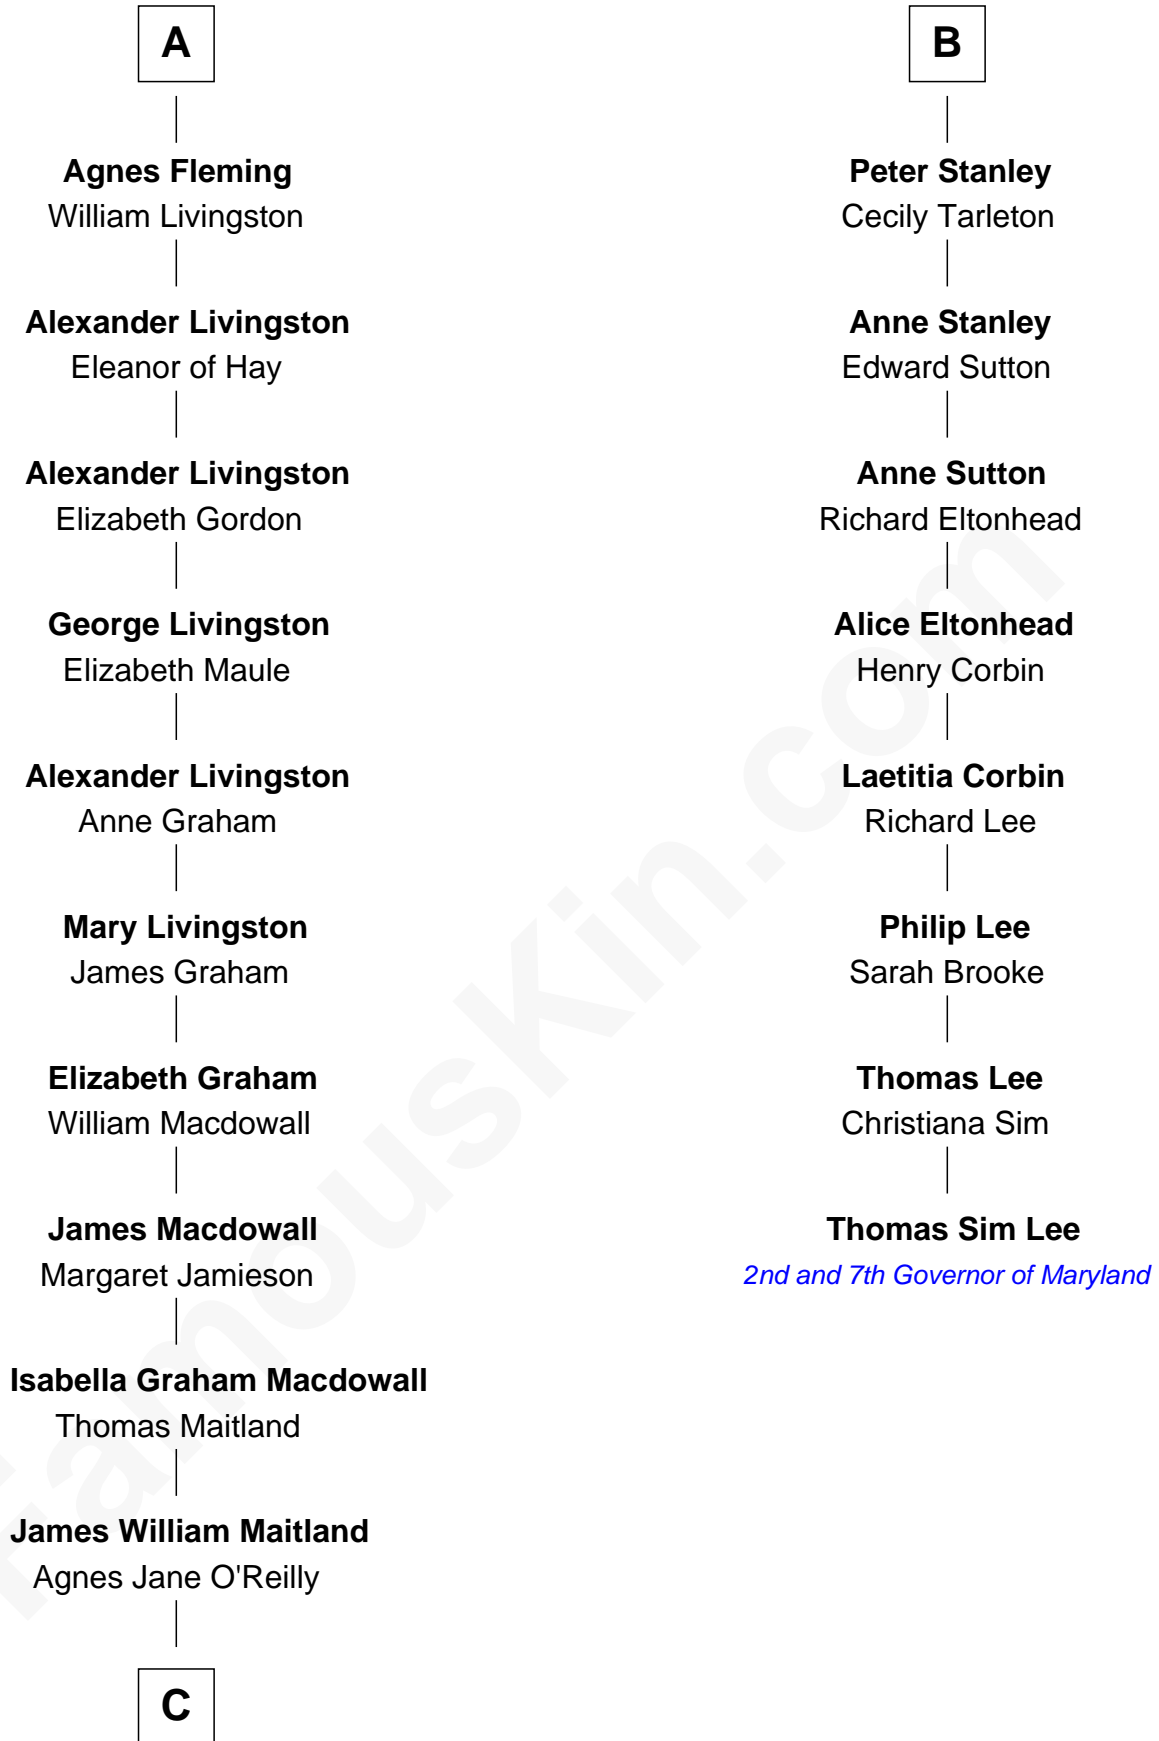 A
Agnes Fleming
William Livingston
Alexander Livingston
Eleanor of Hay
Alexander Livingston
Elizabeth Gordon
George Livingston
Elizabeth Maule
Alexander Livingston
Anne Graham
Mary Livingston
James Graham
Elizabeth Graham
William Macdowall
James Macdowall
Margaret Jamieson
Isabella Graham Macdowall
Thomas Maitland
James William Maitland
Agnes Jane O'Reilly
C
B
Peter Stanley
Cecily Tarleton
Anne Stanley
Edward Sutton
Anne Sutton
Richard Eltonhead
Alice Eltonhead
Henry Corbin
Laetitia Corbin
Richard Lee
Philip Lee
Sarah Brooke
Thomas Lee
Christiana Sim
Thomas Sim Lee
2nd and 7th Governor of Maryland
FamousKin.com